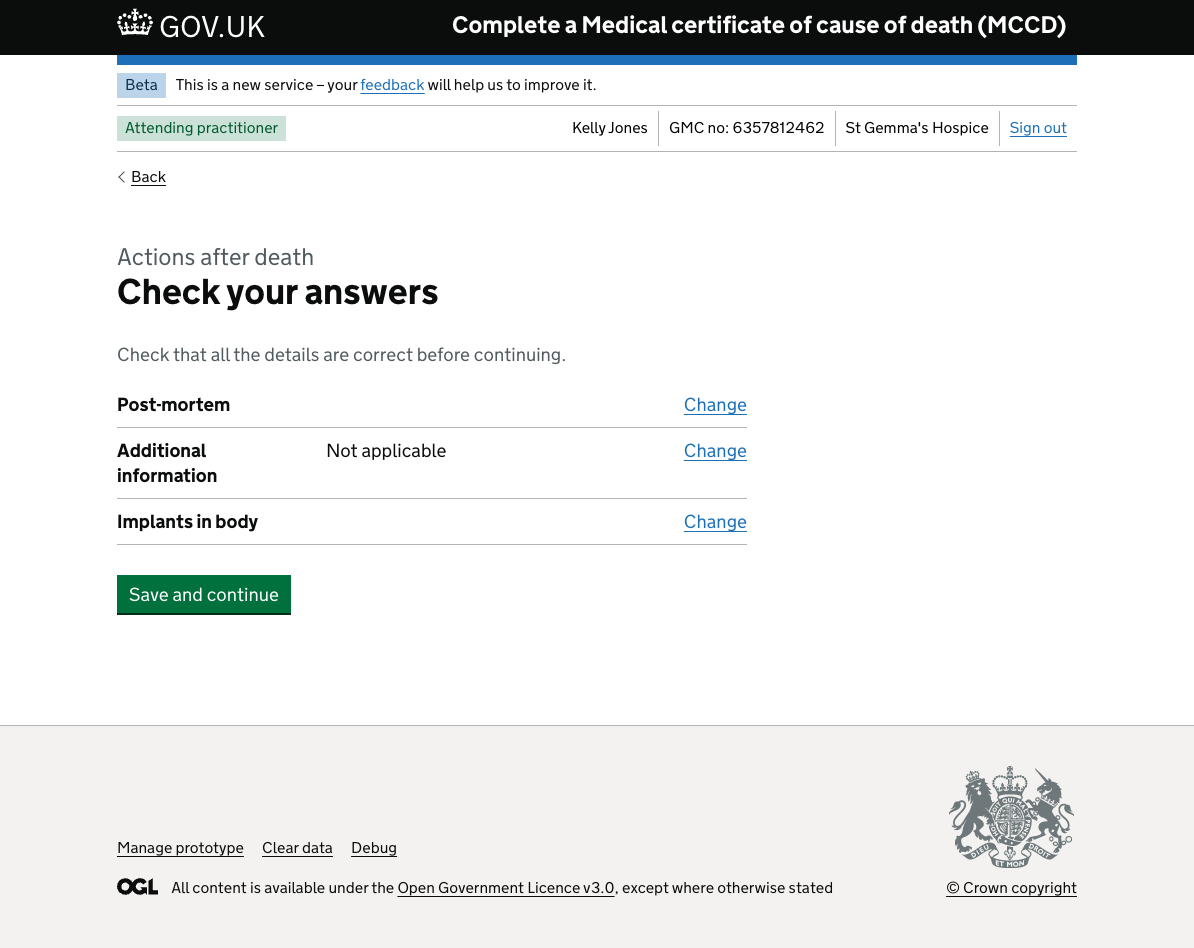 GOV.UK
Complete a Medical certificate of cause of death (MCCD)
Beta This is a new service – your feedback will help us to improve it.
Attending practitioner Kelly Jones GMC no: 6357812462 St Gemma's Hospice Sign out
Back
Actions after death
Check your answers
Check that all the details are correct before continuing.
Post-mortem Change
Additional Not applicable Change
information
Implants in body Change
Save and continue
Manage prototype Clear data Debug
OGL All content is available under the Open Government Licence v3.0, except where otherwise stated
DIEU ET MON DROIT
© Crown copyright